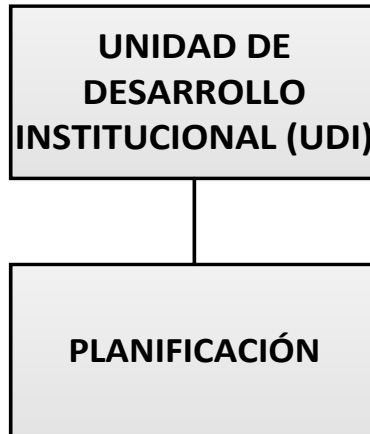 UNIDAD DE
DESARROLLO
INSTITUCIONAL (UDI)
PLANIFICACIÓN